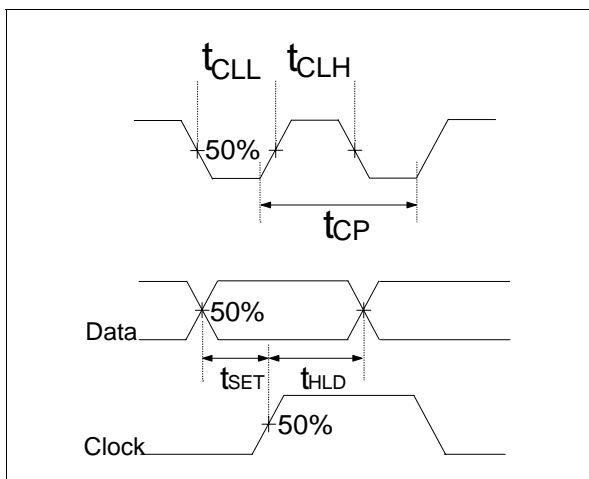 tCLL tCLH
50%
tCP
50%
Data
tSET tHLD
50%
Clock